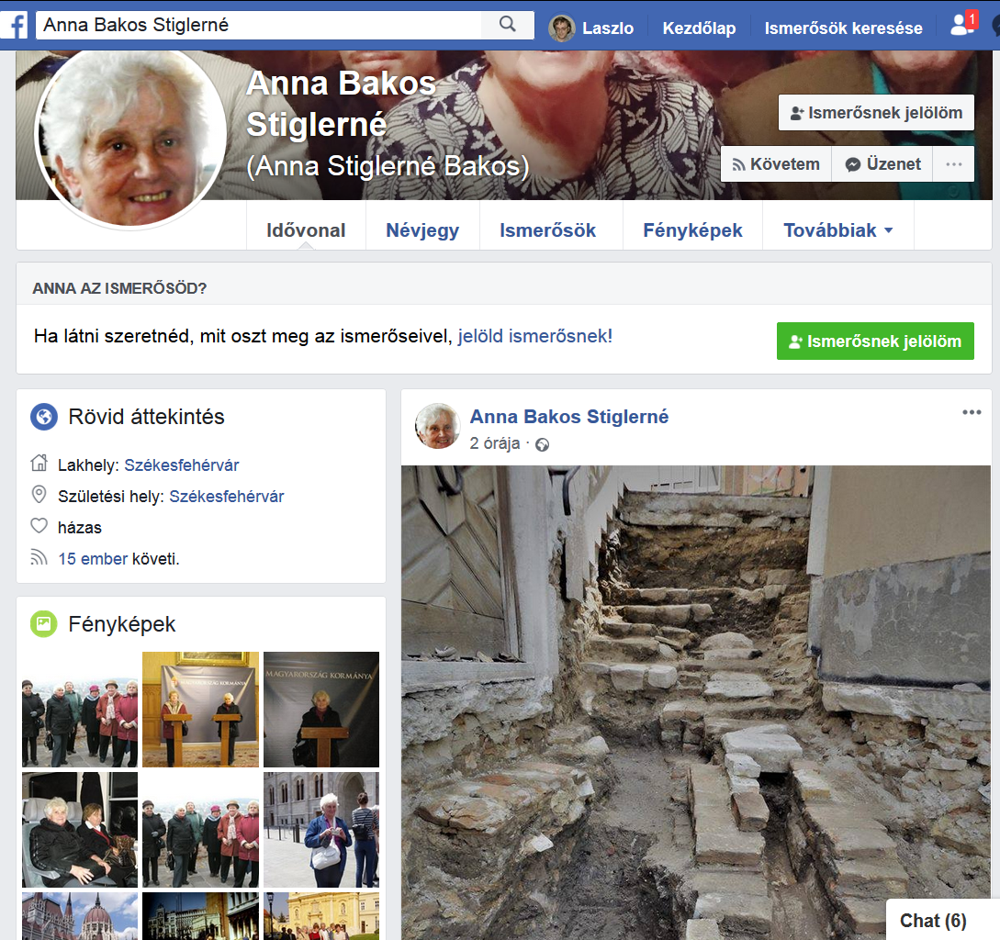 Anna Bakos Stiglerné
Laszlo
Kezdőlap
Ismerősök keresése
1
Anna Bakos
Stiglerné
(Anna Stiglerné Bakos)
Ismerősnek jelölöm
Követem
Üzenet
Idővonal
Névjegy
Ismerősök
Fényképek
Továbbiak
ANNA AZ ISMERŐSÖD?
Ha látni szeretnéd, mit oszt meg az ismerőseivel, jelöld ismerősnek!
Ismerősnek jelölöm
Rövid áttekintés
Lakhely: Székesfehérvár
Születési hely: Székesfehérvár
házas
15 ember követi.
Fényképek
MAGYARORSZÁG KORMÁNYA
MAGYARORSZÁG KORMÁNYA
Anna Bakos Stiglerné
2 órája ·
Chat (6)